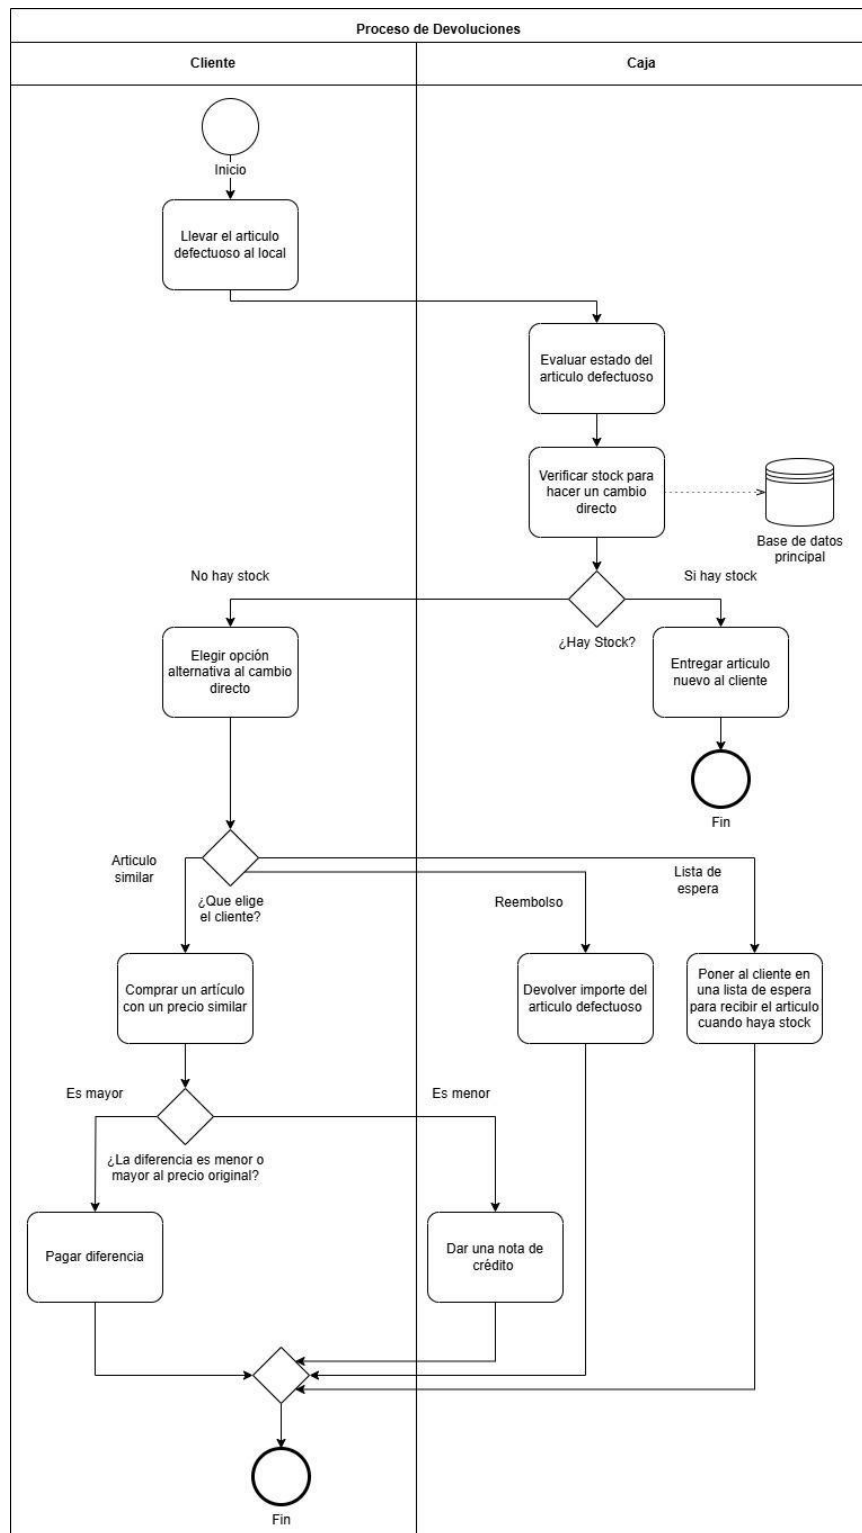 Proceso de Devoluciones
Cliente
Caja
Inicio
Llevar el articulo
defectuoso al local
Evaluar estado del
articulo defectuoso
Verificar stock para
hacer un cambio
directo
Base de datos
principal
No hay stock
Si hay stock
¿Hay Stock?
Elegir opción
alternativa al cambio
directo
Entregar articulo
nuevo al cliente
Fin
Articulo
similar
¿Que elige
el cliente?
Reembolso
Lista de
espera
Comprar un artículo
con un precio similar
Devolver importe del
articulo defectuoso
Poner al cliente en
una lista de espera
para recibir el articulo
cuando haya stock
Es mayor
Es menor
¿La diferencia es menor o
mayor al precio original?
Pagar diferencia
Dar una nota de
crédito
Fin